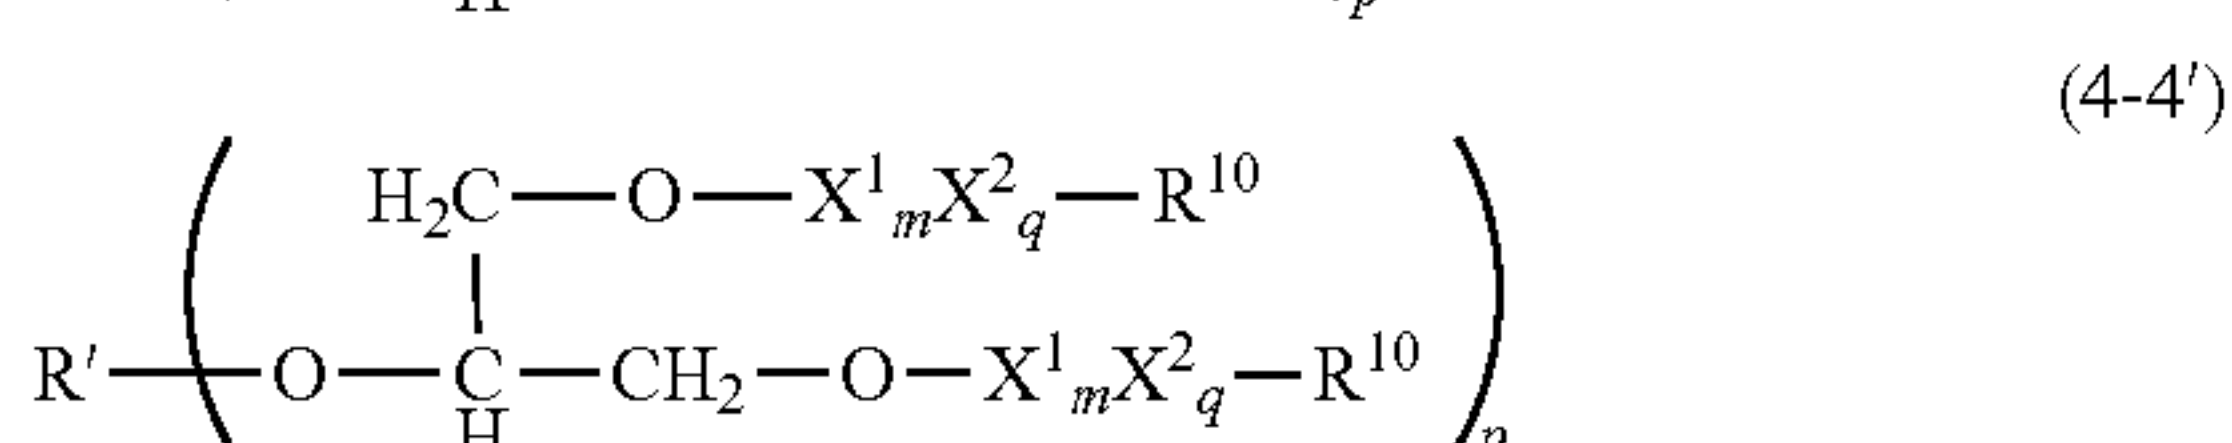 (4-4′)
H₂C—O—X¹ₘX²q—R¹⁰
R′—(O—C—CH₂—O—X¹ₘX²q—R¹⁰)
H